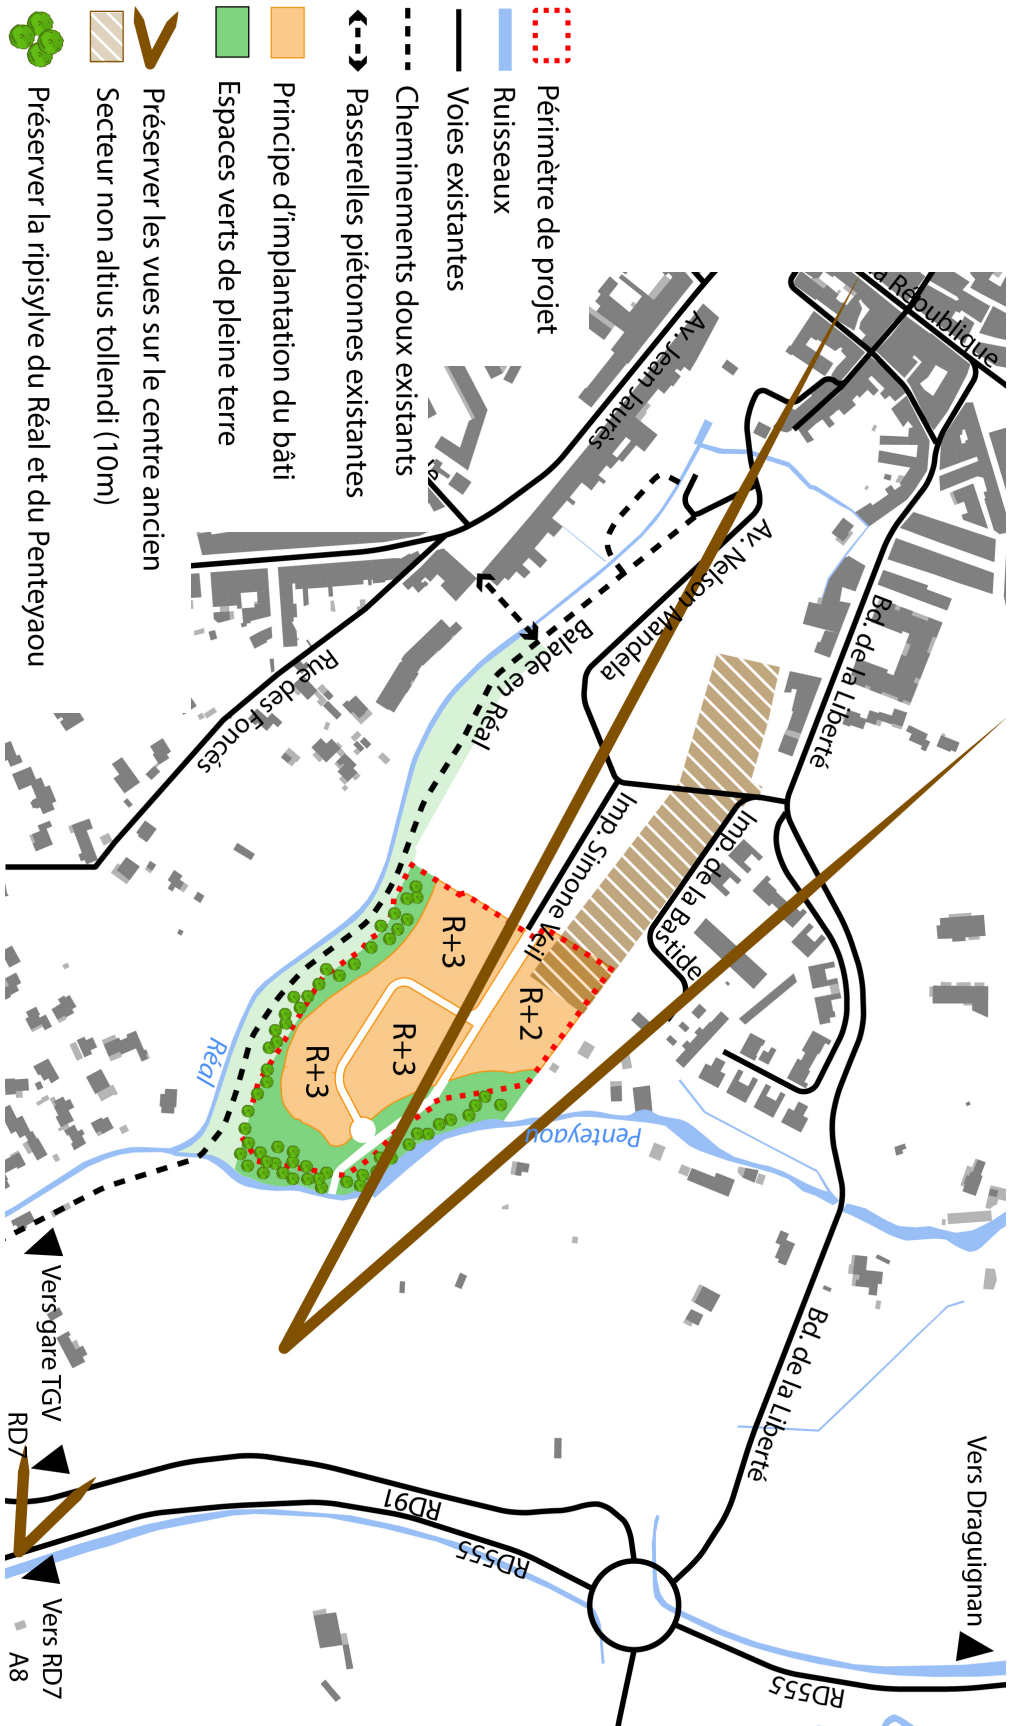 Périmètre de projet
Ruisseaux
Voies existantes
Cheminements doux existants
Passerelles piétonnes existantes
Principe d'implantation du bâti
Espaces verts de pleine terre
Préserver les vues sur le centre ancien
Secteur non altius tollendi (10m)
Préserver la ripisylve du Réal et du Penteyaou
la République
Av. Jean Jaurès
Av. Nelson Mandela
Bd. de la Liberté
Balade en Réal
Rue des Foncés
Imp. Simone Veil
Imp. de la Bastide
R+3
R+2
R+3
R+3
Réal
Penteyaou
Bd. de la Liberté
Vers gare TGV
RD7
RD91
RD555
Vers Draguignan
RD555
Vers RD7
A8